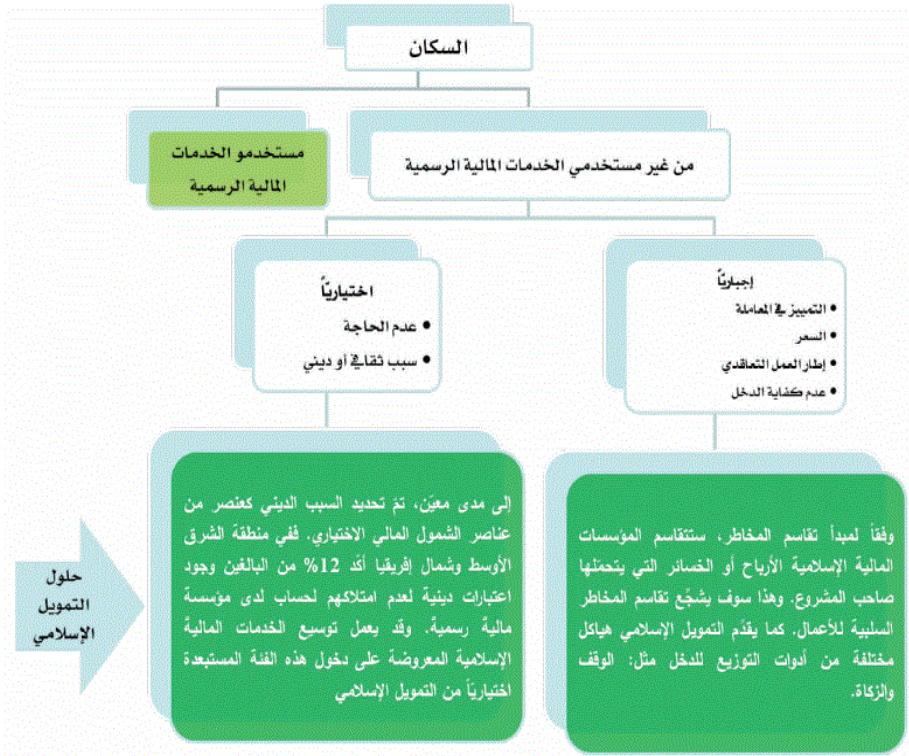 السكان
من غير مستخدمي الخدمات المالية الرسمية
مستخدمو الخدمات
المالية الرسمية
إجباريّاً
• التمييز في المعاملة
• السعر
• إطار العمل التعاقدي
• عدم كفاية الدخل
اختياريّاً
• عدم الحاجة
• سبب ثقافي أو ديني
وفقاً لمبدأ تقاسم المخاطر، ستتقاسم المؤسسات
المالية الإسلامية الأرباح أو الخسائر التي يتحملها
صاحب المشروع. وهذا سوف يشجّع تقاسم المخاطر
السلبية للأعمال. كما يقدّم التمويل الإسلامي هياكل
مختلفة من أدوات التوزيع للدخل مثل: الوقف
والزكاة.
إلى مدى معيّن، تمّ تحديد السبب الديني كعنصر من
عناصر الشمول المالي الاختياري. ففي منطقة الشرق
الأوسط وشمال إفريقيا أكّد 12% من البالغين وجود
اعتبارات دينية لعدم امتلاكهم لحساب لدى مؤسسة
مالية رسمية. وقد يعمل توسيع الخدمات المالية
الإسلامية المعروضة على دخول هذه الفئة المستبعدة
اختياريّاً من التمويل الإسلامي
حلول
التمويل
الإسلامي